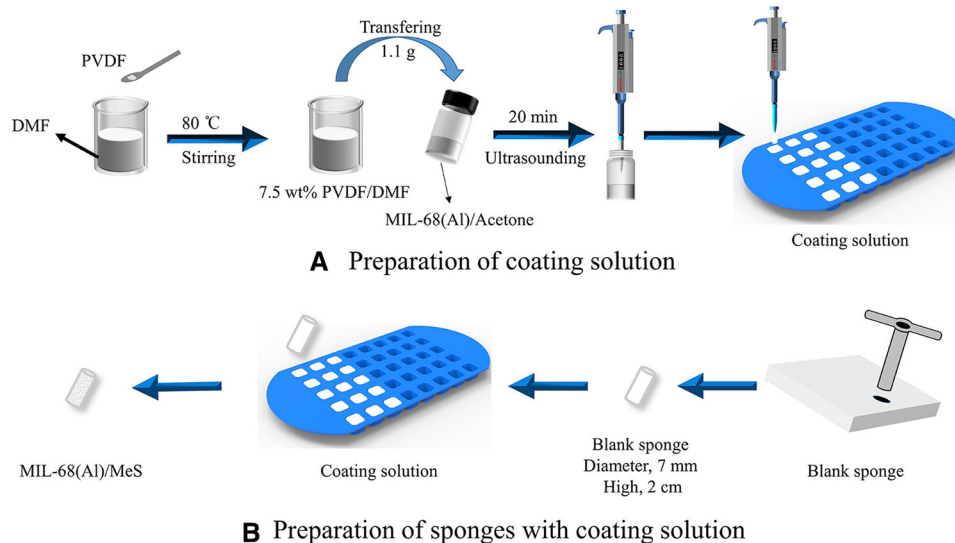 PVDF
DMF
80 ℃
Stirring
Transfering
1.1 g
7.5 wt% PVDF/DMF
MIL-68(Al)/Acetone
20 min
Ultrasounding
Coating solution
A Preparation of coating solution
MIL-68(Al)/MeS
Coating solution
Blank sponge
Diameter, 7 mm
High, 2 cm
Blank sponge
B Preparation of sponges with coating solution